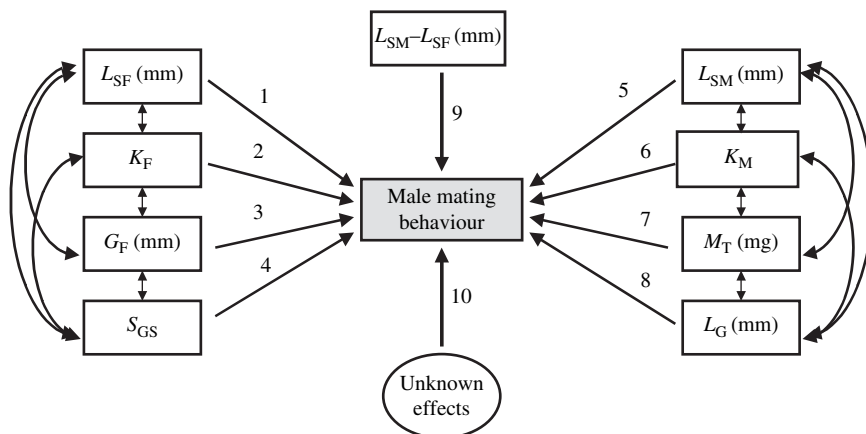 L_SM–L_SF (mm)
L_SF (mm)
1
9
5
L_SM (mm)
K_F
2
6
K_M
Male mating
behaviour
G_F (mm)
3
7
M_T (mg)
4
8
S_GS
10
L_G (mm)
Unknown
effects